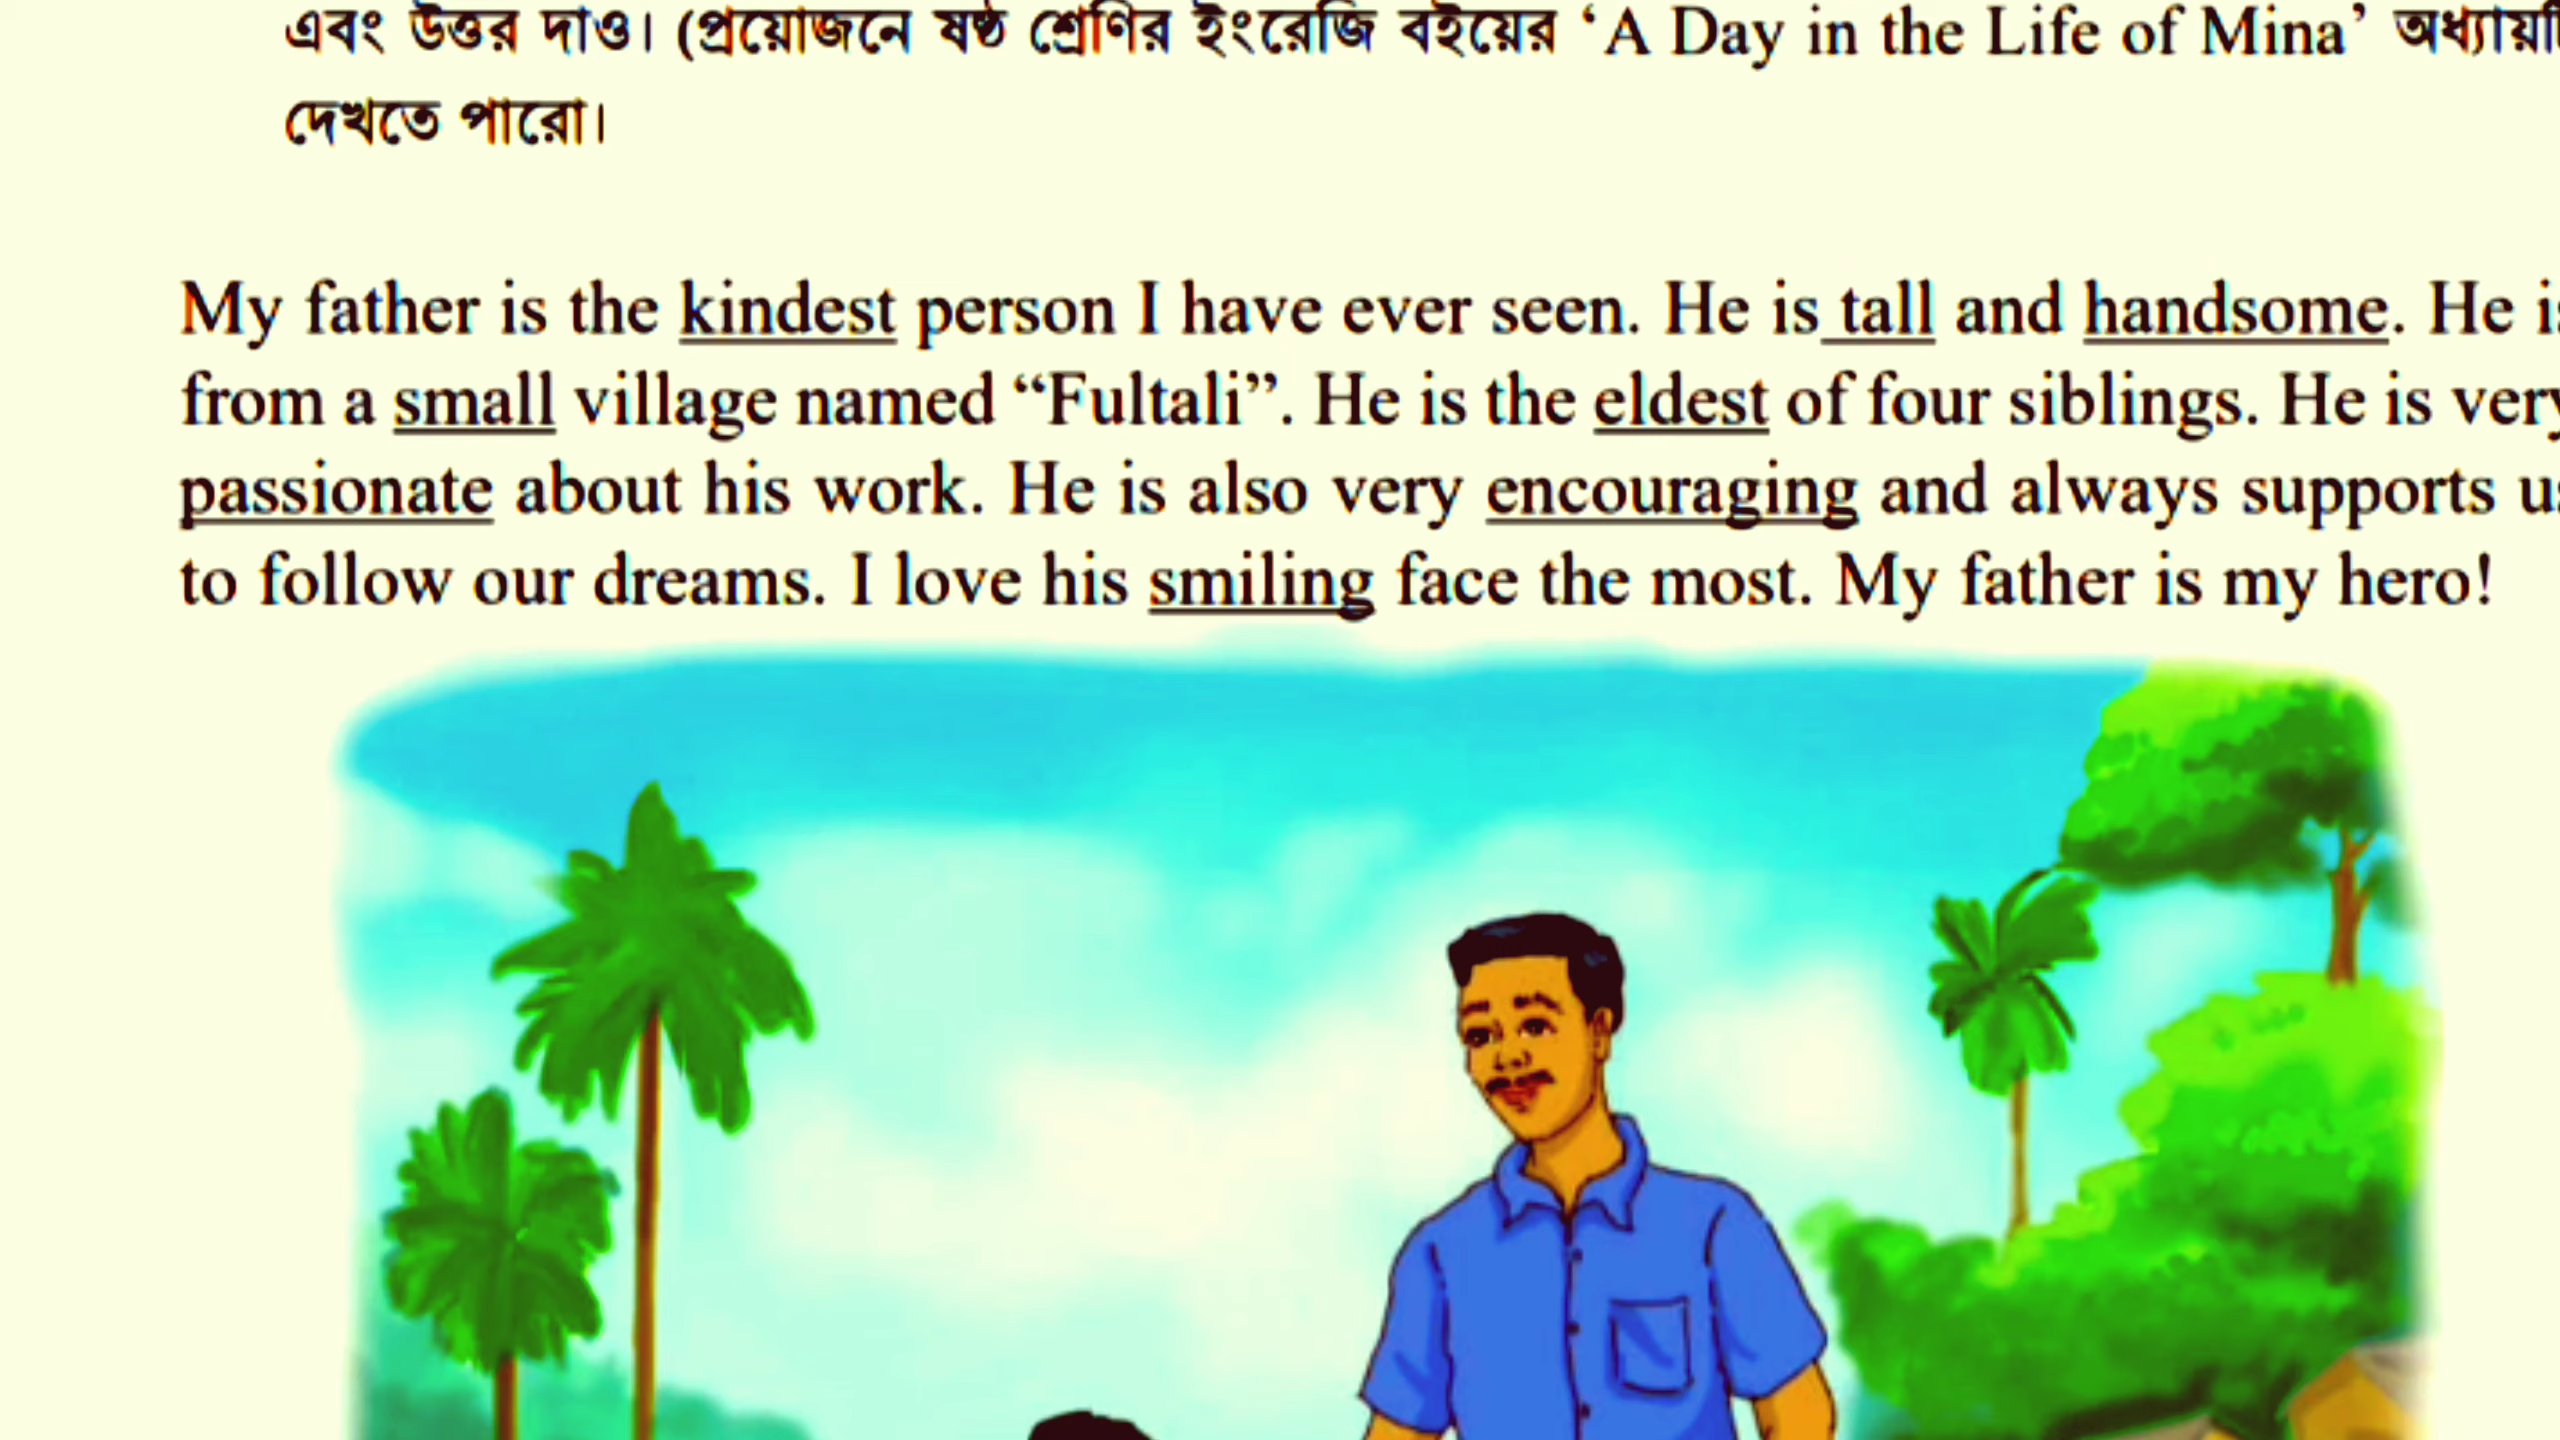 এবং উত্তর দাও। (প্রয়োজনে ষষ্ঠ শ্রেণির ইংরেজি বইয়ের ‘A Day in the Life of Mina’
দেখতে পারো।
My father is the kindest person I have ever seen. He is tall and handsome. He is
from a small village named “Fultali”. He is the eldest of four siblings. He is very
passionate about his work. He is also very encouraging and always supports us
to follow our dreams. I love his smiling face the most. My father is my hero!